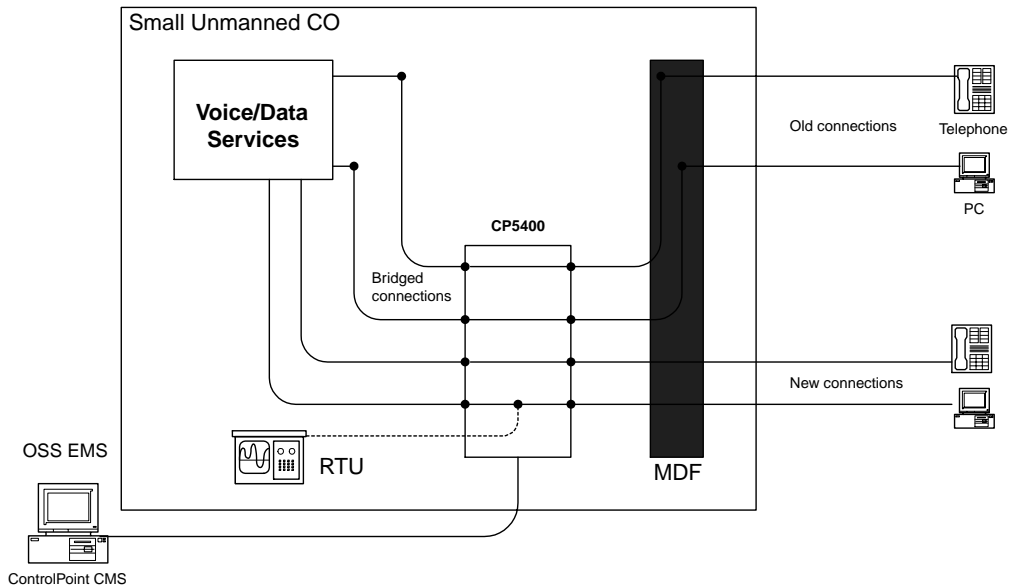 Small Unmanned CO
Voice/Data
Services
Old connections
Telephone
PC
CP5400
Bridged
connections
New connections
OSS EMS
RTU
MDF
ControlPoint CMS